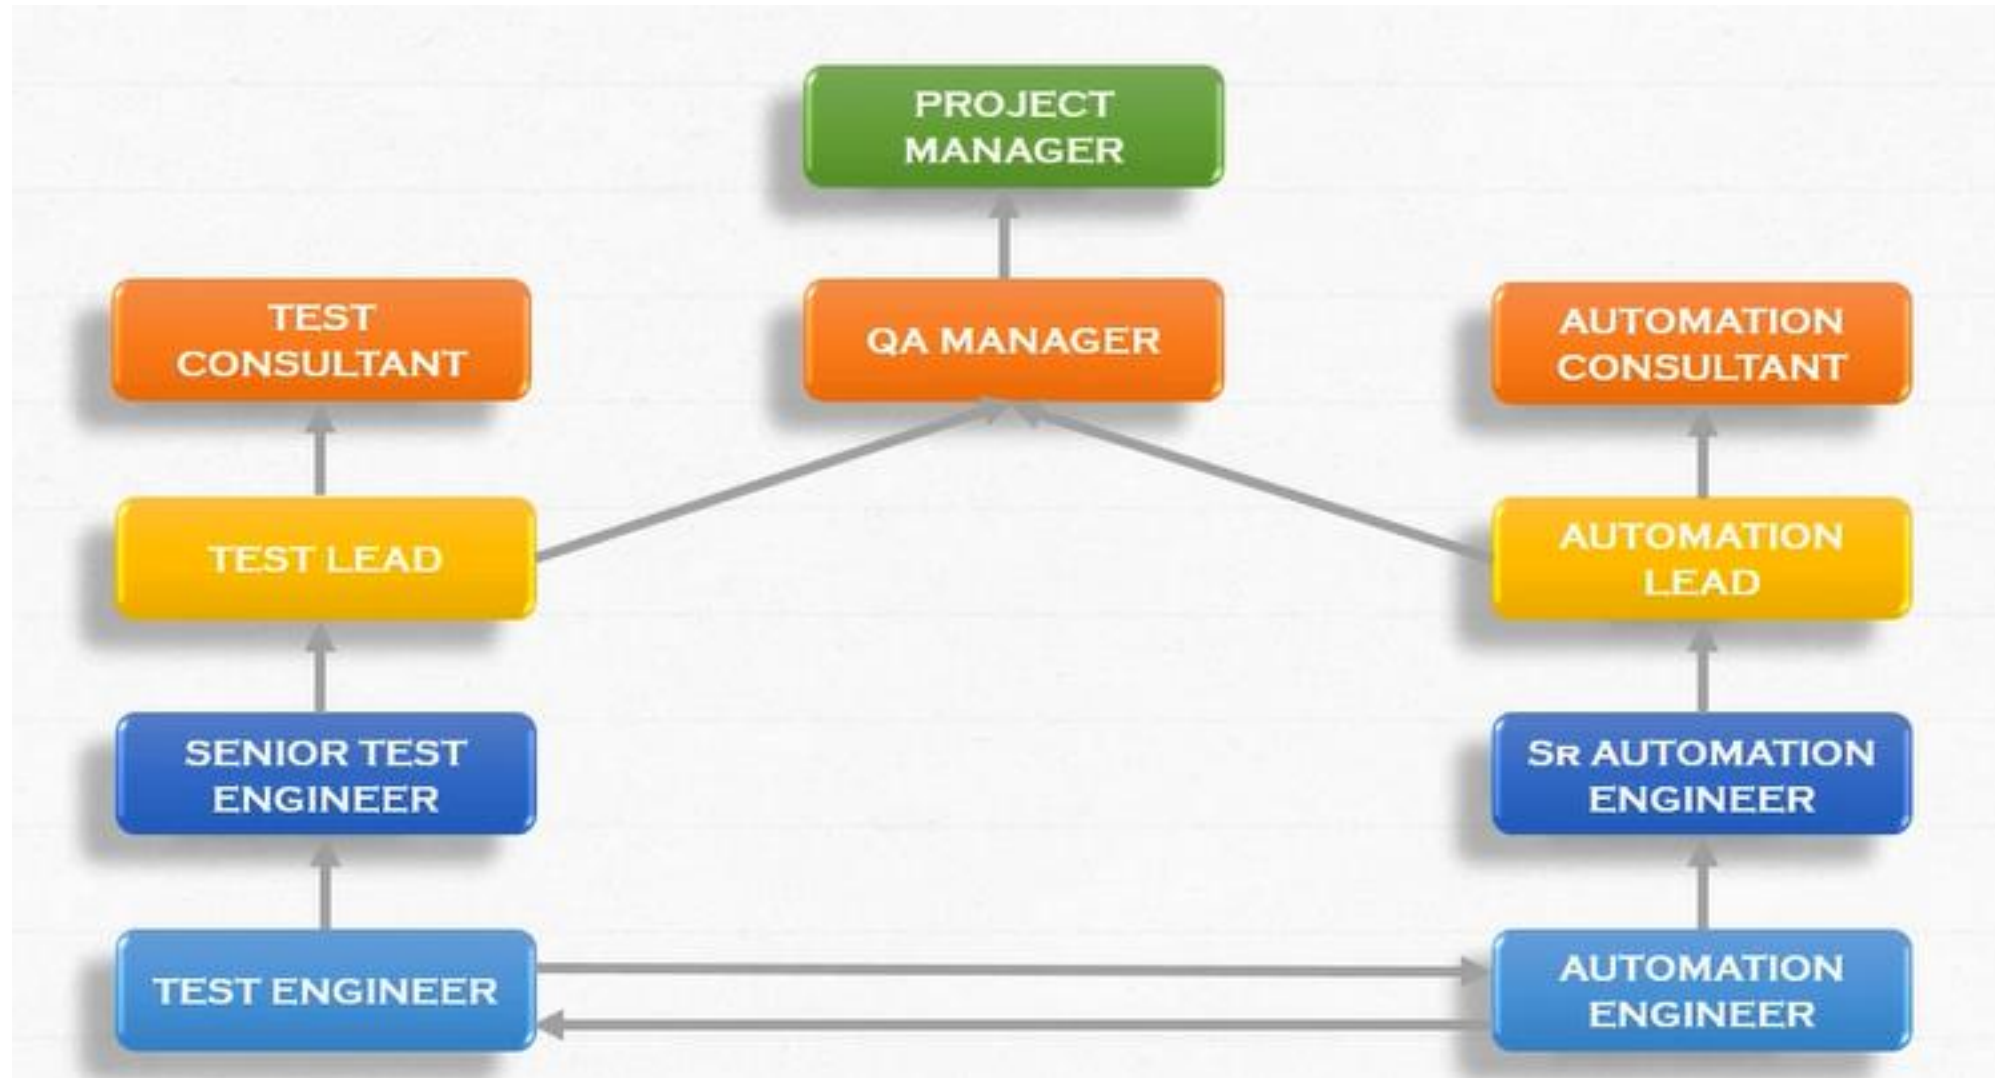 PROJECT
MANAGER
TEST
CONSULTANT
QA MANAGER
AUTOMATION
CONSULTANT
TEST LEAD
AUTOMATION
LEAD
SENIOR TEST
ENGINEER
SR AUTOMATION
ENGINEER
TEST ENGINEER
AUTOMATION
ENGINEER